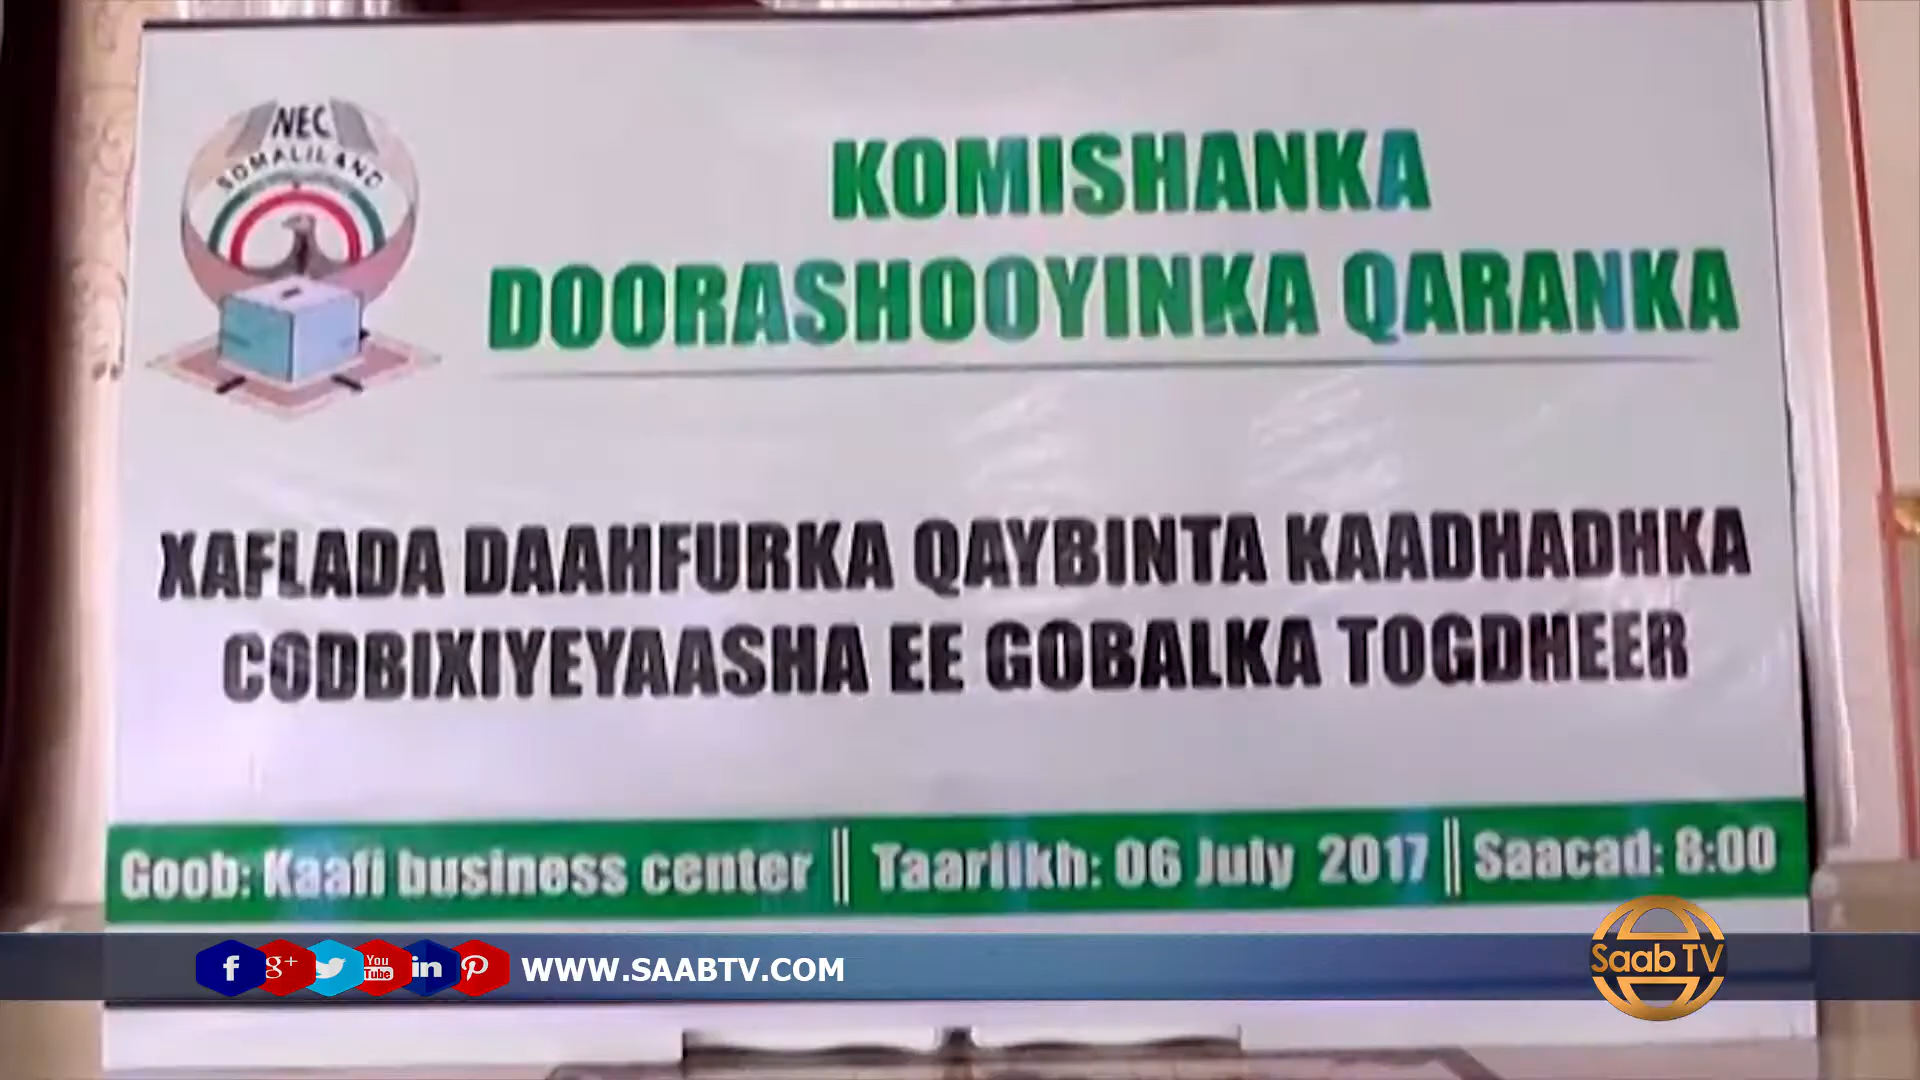 NEC
SOMALILAND
KOMISHANKA
DOORASHOOYINKA QARANKA
XAFLADA DAAHFURKA QAYBINTA KAADHADHKA
CODBIXIYEYAASHA EE GOBALKA TOGDHEER
Goob: Kaafi business center || Taariikh: 06 July 2017 || Saacad: 8:00
f g+ You Tube in WWW.SAABTV.COM
Saab TV